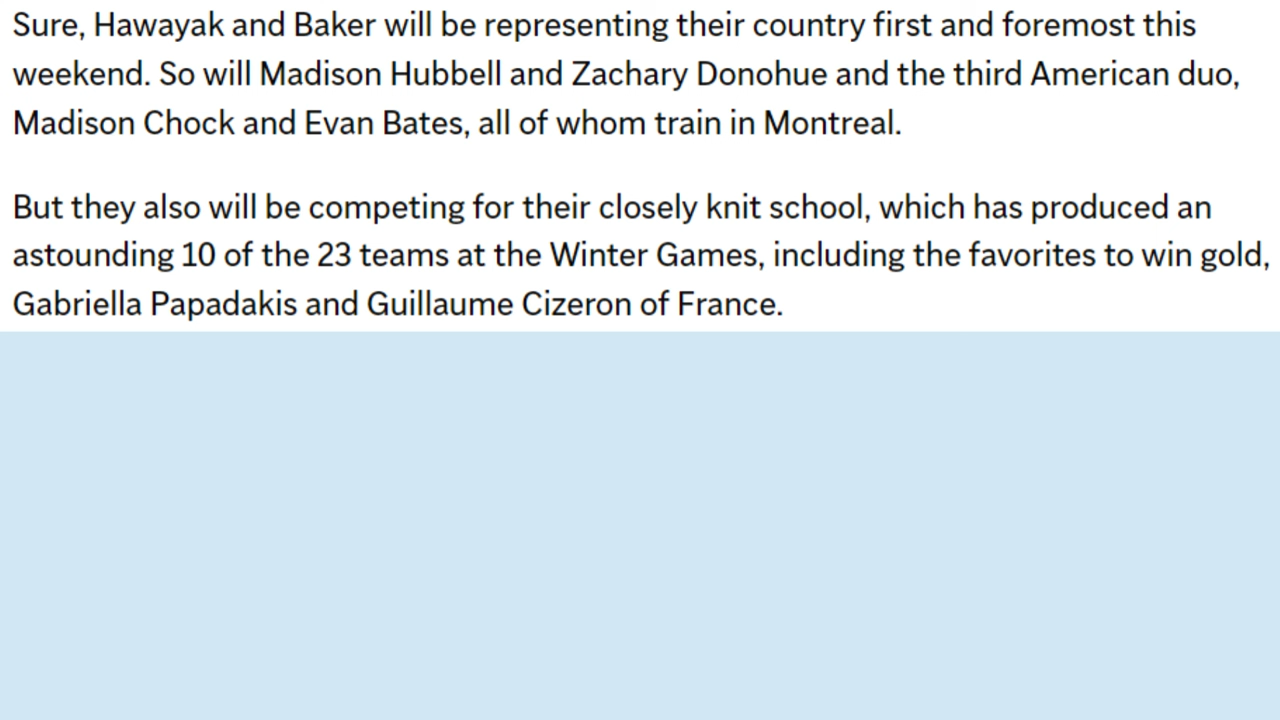 Sure, Hawayak and Baker will be representing their country first and foremost this
weekend. So will Madison Hubbell and Zachary Donohue and the third American duo,
Madison Chock and Evan Bates, all of whom train in Montreal.
But they also will be competing for their closely knit school, which has produced an
astounding 10 of the 23 teams at the Winter Games, including the favorites to win gold,
Gabriella Papadakis and Guillaume Cizeron of France.